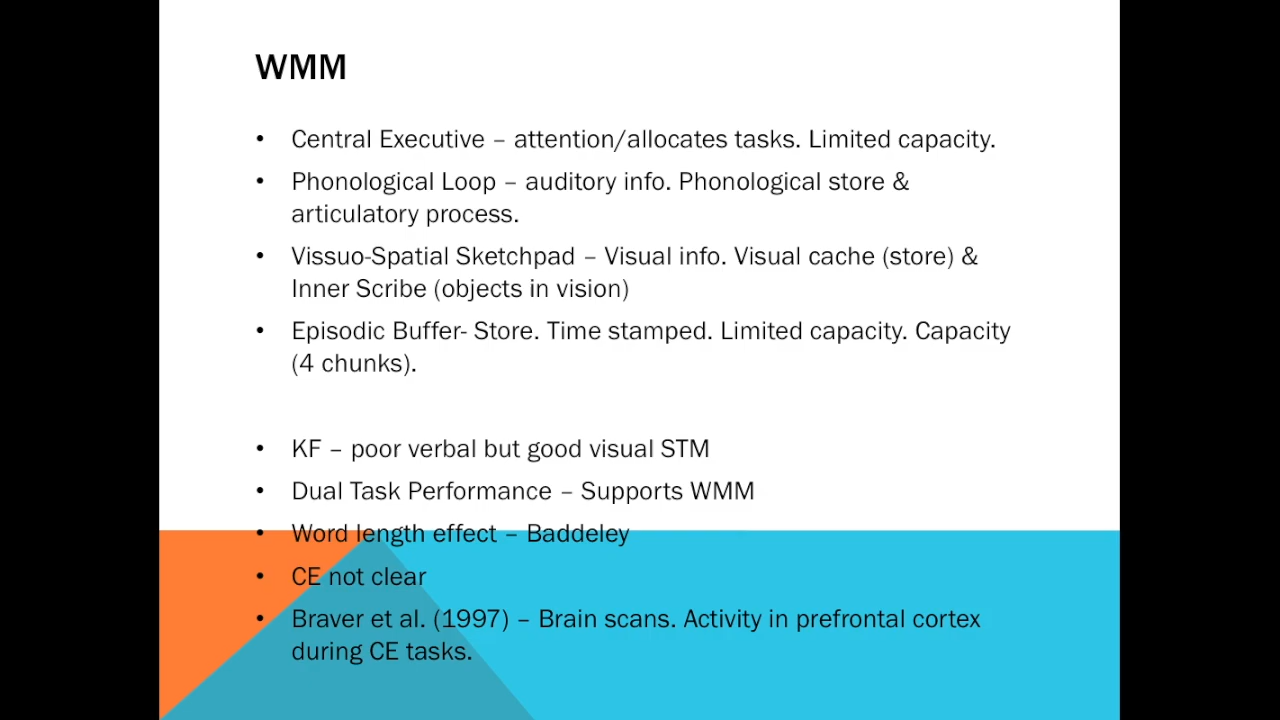 WMM
• Central Executive – attention/allocates tasks. Limited capacity.
• Phonological Loop – auditory info. Phonological store &
articulatory process.
• Vissuo-Spatial Sketchpad – Visual info. Visual cache (store) &
Inner Scribe (objects in vision)
• Episodic Buffer- Store. Time stamped. Limited capacity. Capacity
(4 chunks).
• KF – poor verbal but good visual STM
• Dual Task Performance – Supports WMM
• Word length effect – Baddeley
• CE not clear
• Braver et al. (1997) – Brain scans. Activity in prefrontal cortex
during CE tasks.